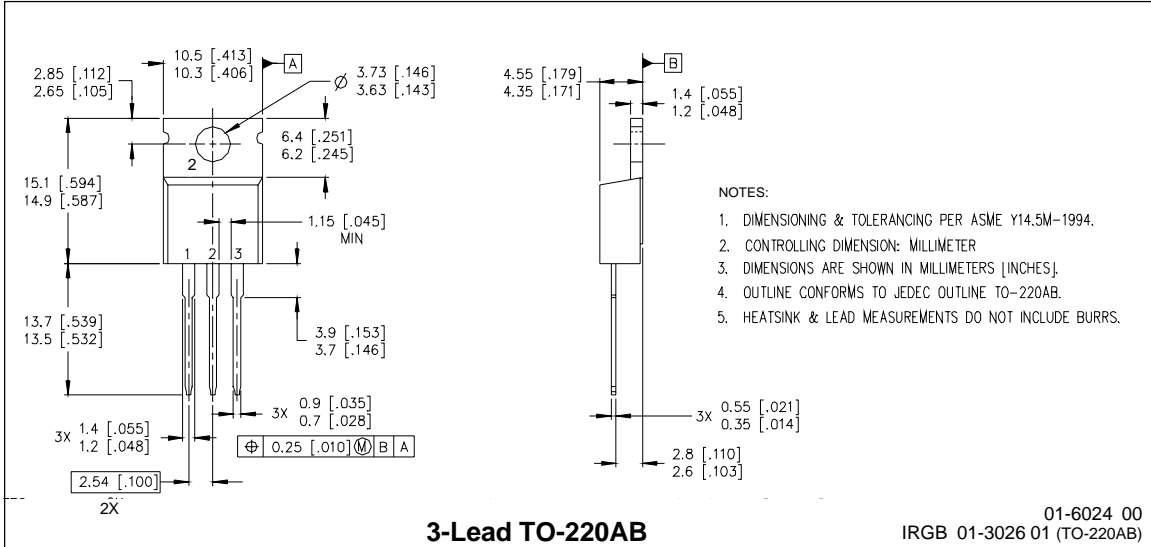 10.5 [.413]
10.3 [.406]
A
2.85 [.112]
2.65 [.105]
Ø 3.73 [.146]
3.63 [.143]
6.4 [.251]
6.2 [.245]
2
15.1 [.594]
14.9 [.587]
1.15 [.045]
MIN
1 2 3
13.7 [.539]
13.5 [.532]
3.9 [.153]
3.7 [.146]
3X 0.9 [.035]
0.7 [.028]
3X 1.4 [.055]
1.2 [.048]
⌖ 0.25 [.010] Ⓜ B A
2.54 [.100]
2X
4.55 [.179]
4.35 [.171]
B
1.4 [.055]
1.2 [.048]
3X 0.55 [.021]
0.35 [.014]
2.8 [.110]
2.6 [.103]
NOTES:
1. DIMENSIONING & TOLERANCING PER ASME Y14.5M-1994.
2. CONTROLLING DIMENSION: MILLIMETER
3. DIMENSIONS ARE SHOWN IN MILLIMETERS [INCHES].
4. OUTLINE CONFORMS TO JEDEC OUTLINE TO-220AB.
5. HEATSINK & LEAD MEASUREMENTS DO NOT INCLUDE BURRS.
3-Lead TO-220AB
01-6024 00
IRGB 01-3026 01 (TO-220AB)